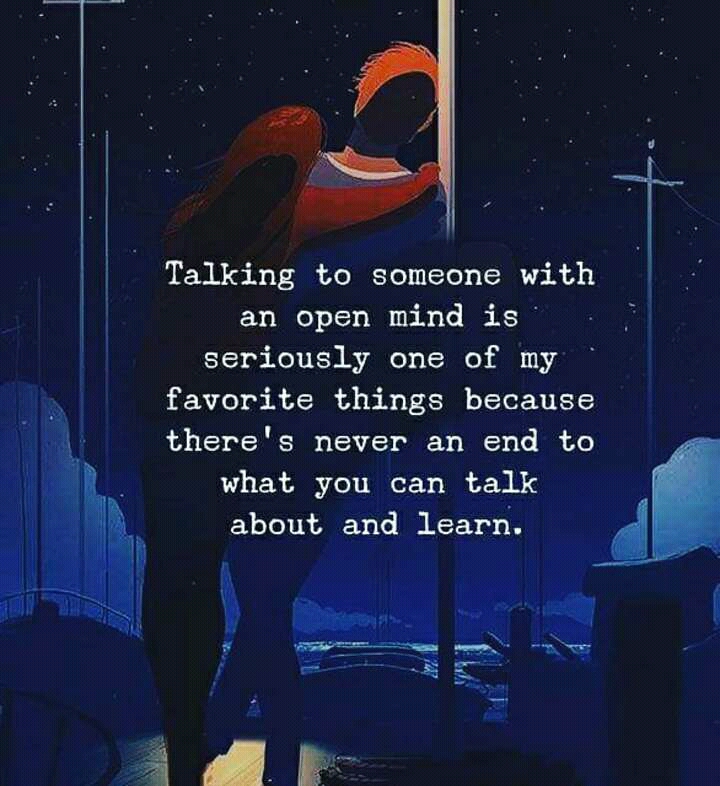 Talking to someone with
an open mind is
seriously one of my
favorite things because
there's never an end to
what you can talk
about and learn.